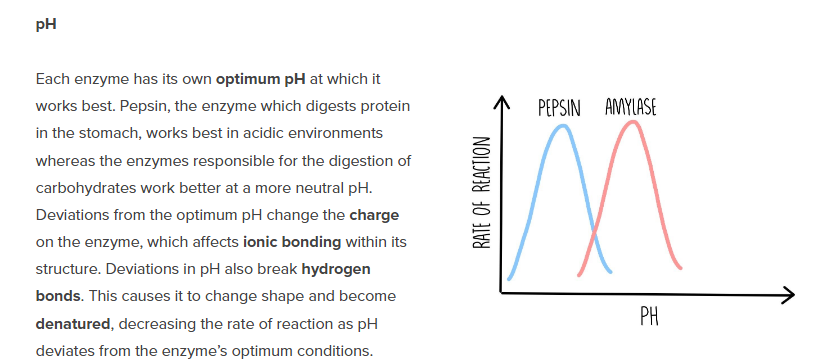 pH
Each enzyme has its own optimum pH at which it
works best. Pepsin, the enzyme which digests protein
in the stomach, works best in acidic environments
whereas the enzymes responsible for the digestion of
carbohydrates work better at a more neutral pH.
Deviations from the optimum pH change the charge
on the enzyme, which affects ionic bonding within its
structure. Deviations in pH also break hydrogen
bonds. This causes it to change shape and become
denatured, decreasing the rate of reaction as pH
deviates from the enzyme's optimum conditions.
PEPSIN AMYLASE
RATE OF REACTION
PH